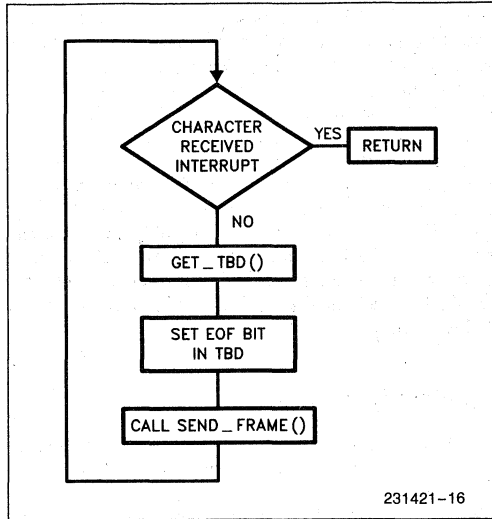 CHARACTER
RECEIVED
INTERRUPT
YES
RETURN
NO
GET_TBD()
SET EOF BIT
IN TBD
CALL SEND_FRAME()
231421-16